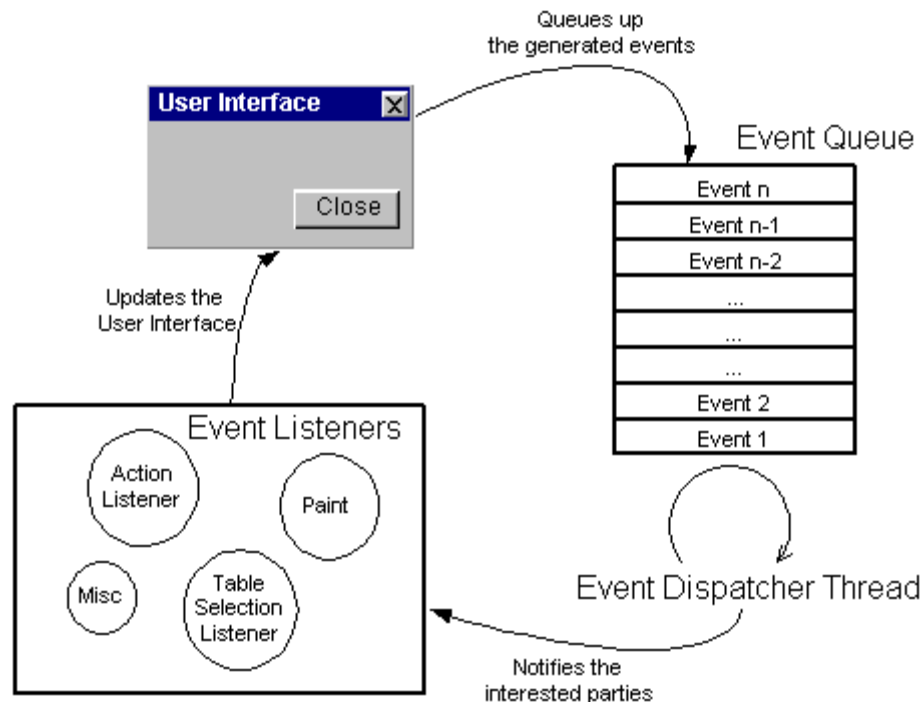 Queues up
the generated events
User Interface
Close
Event Queue
Event n
Event n-1
Event n-2
...
...
...
Event 2
Event 1
Updates the
User Interface
Event Listeners
Action
Listener
Paint
Misc
Table
Selection
Listener
Event Dispatcher Thread
Notifies the
interested parties